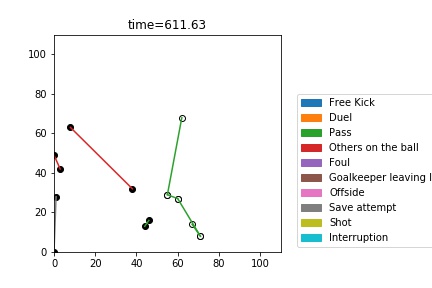 time=611.63
100
80
60
40
20
0
0 20 40 60 80 100
Free Kick
Duel
Pass
Others on the ball
Foul
Goalkeeper leaving l
Offside
Save attempt
Shot
Interruption